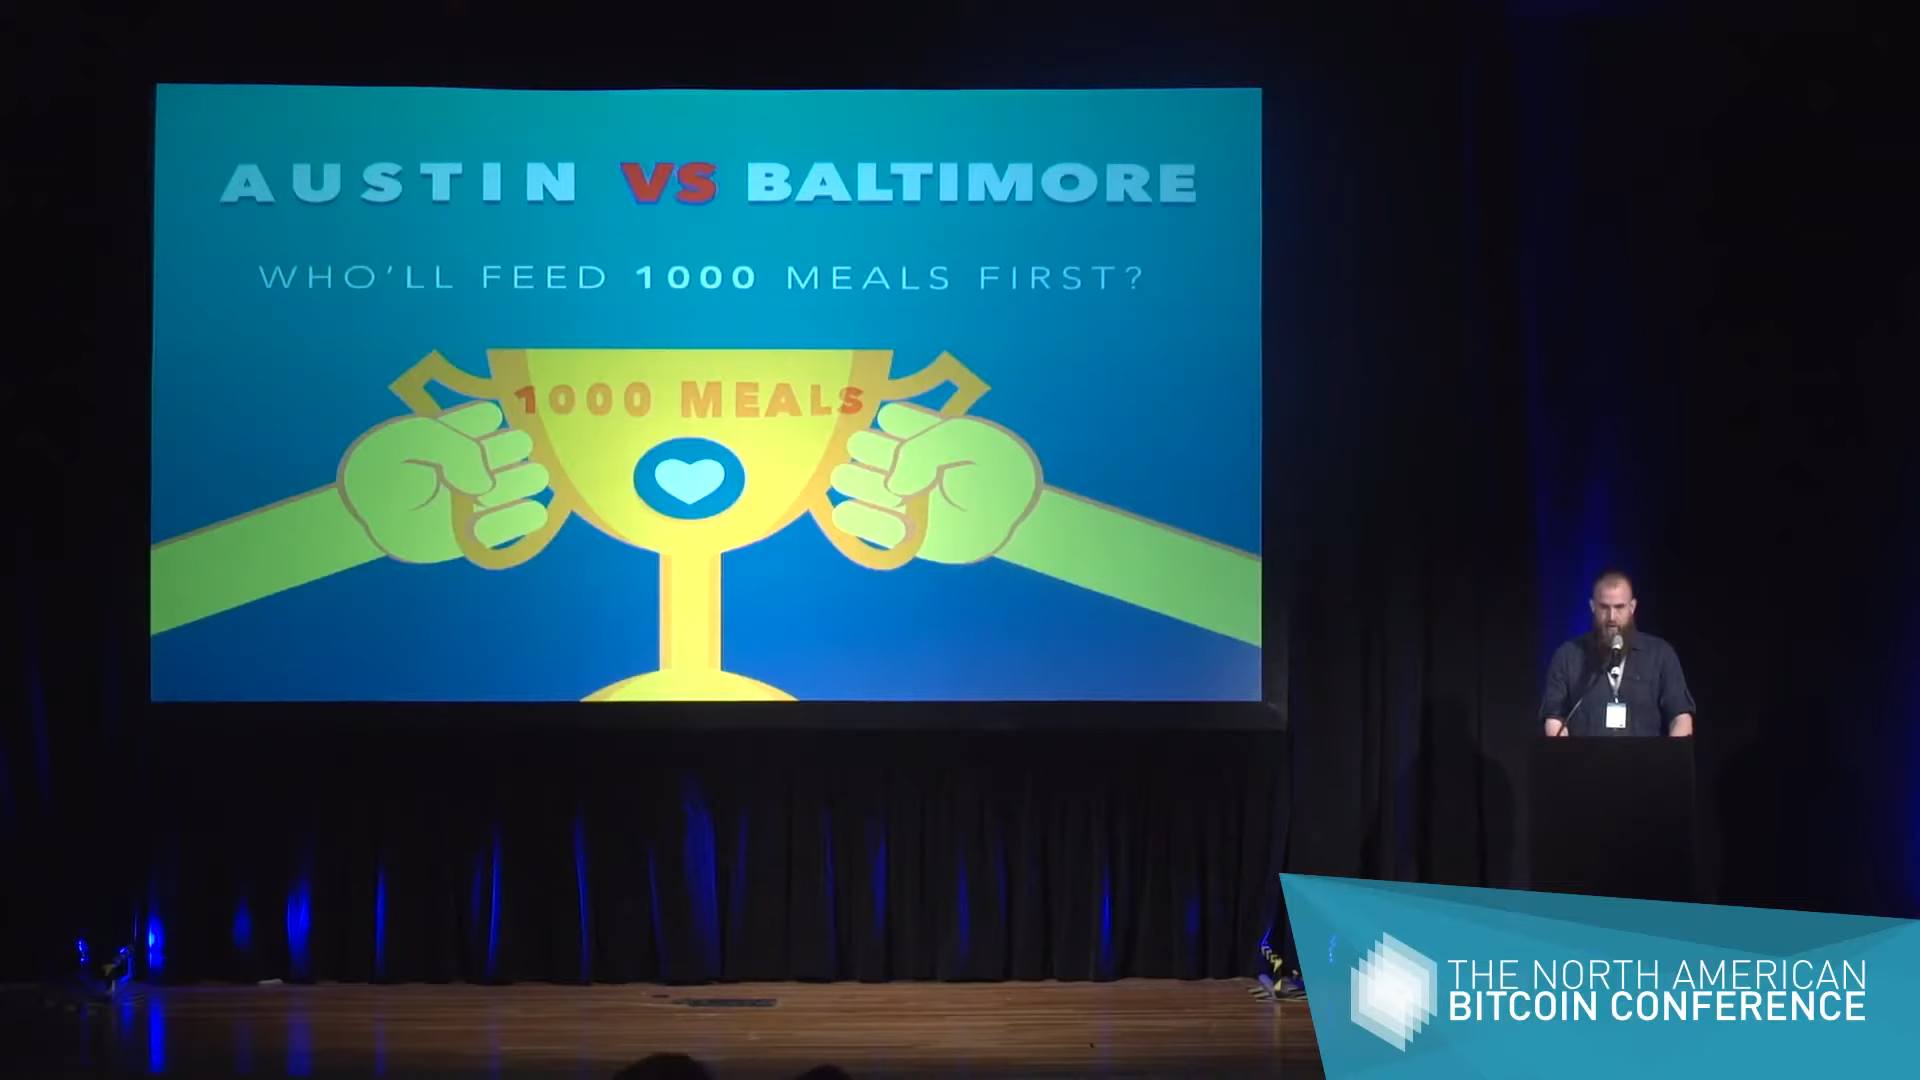 AUSTIN VS BALTIMORE
WHO'LL FEED 1000 MEALS FIRST?
1000 MEALS
THE NORTH AMERICAN
BITCOIN CONFERENCE